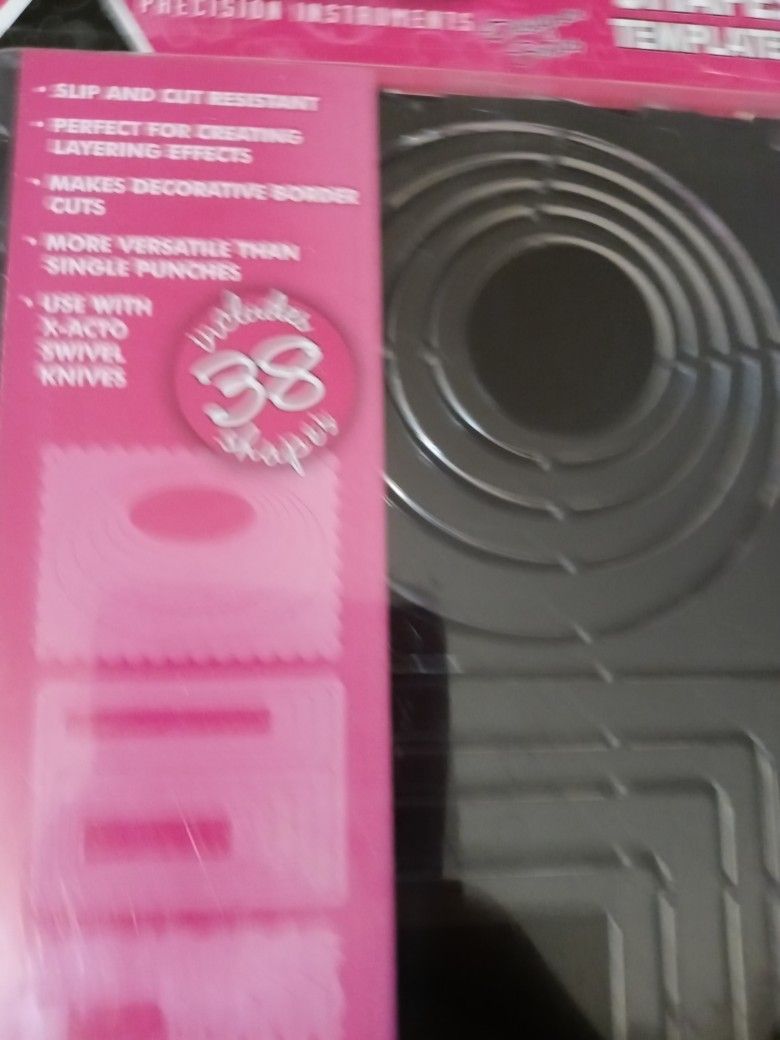 PRECISION INSTRUMENTS
TEMPLATE
· SLIP AND CUT RESISTANT
· PERFECT FOR CREATING
LAYERING EFFECTS
· MAKES DECORATIVE BORDER
CUTS
· MORE VERSATILE THAN
SINGLE PUNCHES
· USE WITH
X-ACTO
SWIVEL
KNIVES
includes
38
shapes